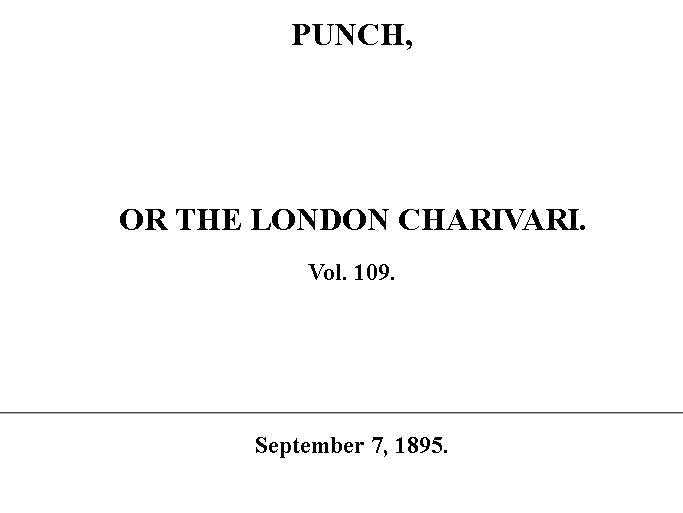 PUNCH,
OR THE LONDON CHARIVARI.
Vol. 109.
September 7, 1895.